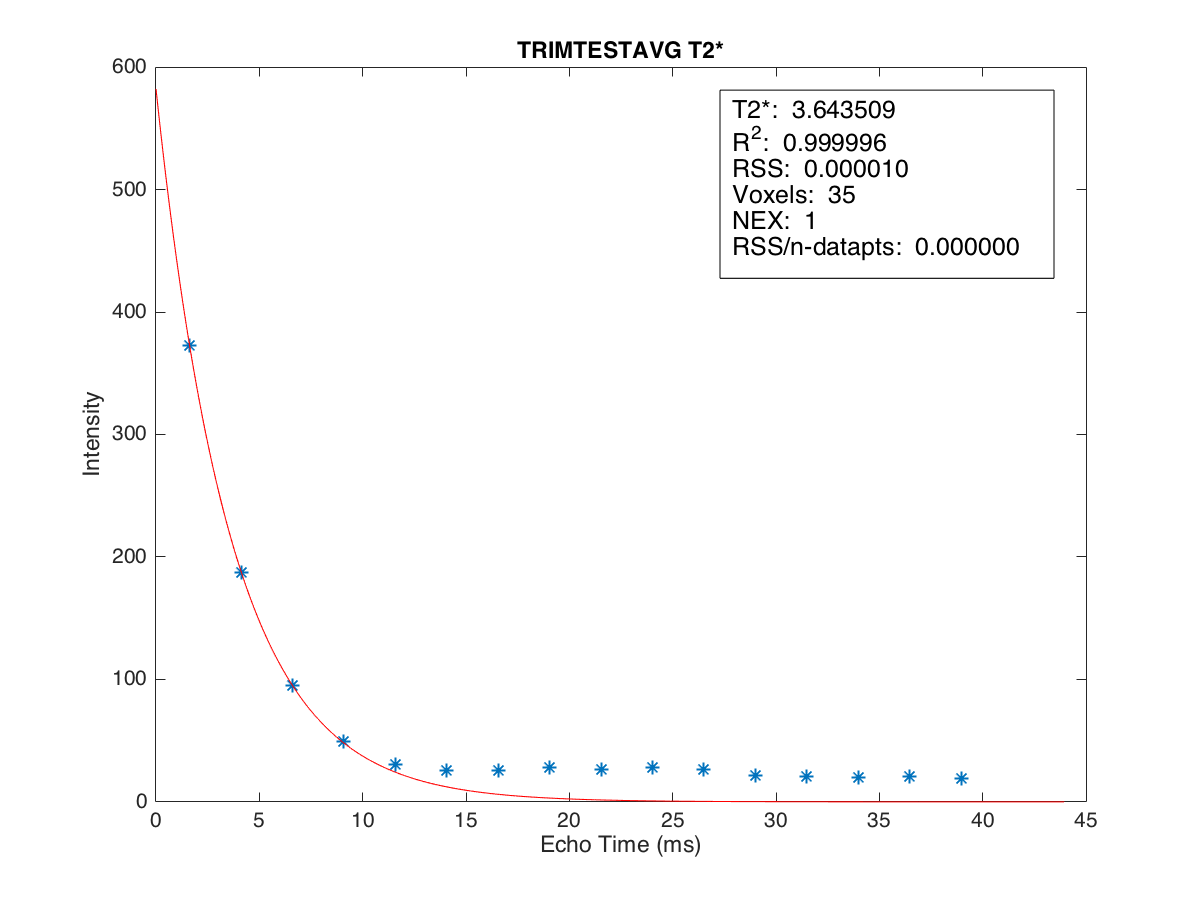 TRIMTESTAVG T2*
600
500
400
300
200
100
0
Intensity
T2*: 3.643509
R²: 0.999996
RSS: 0.000010
Voxels: 35
NEX: 1
RSS/n-datapts: 0.000000
0 5 10 15 20 25 30 35 40 45
Echo Time (ms)